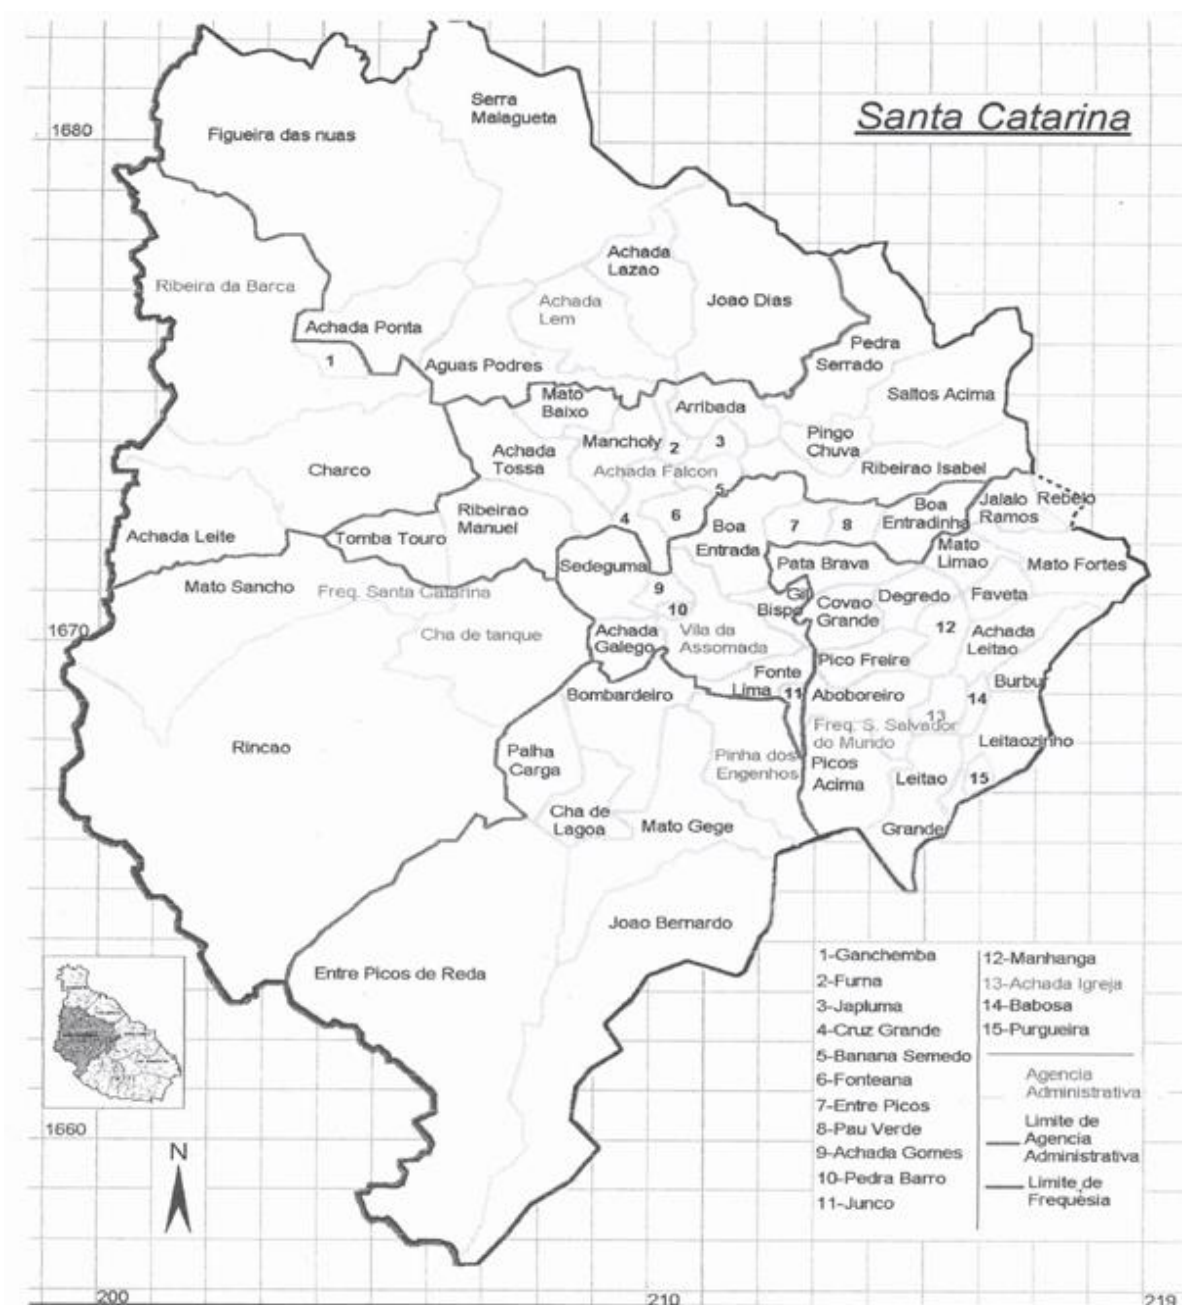 Santa Catarina
1680
Serra
Malagueta
Figueira das nuas
Achada
Lazao
Ribeira da Barca
Achada
Lem
Joao Dias
Achada Ponta
1
Aguas Podres
Pedra
Serrado
Mato
Baixo
Arribada
Saltos Acima
Mancholy
2
3
Pingo
Chuva
Achada
Tossa
Charco
Achada Falcon
Ribeirao Isabel
5
Jalalo
Ramos
Rebelo
Ribeirao
Manuel
4
6
Boa
Entrada
7
8
Boa
Entradinha
Achada Leite
Tomba Touro
Sedeguma
Pata Brava
Mato
Limao
Mato Fortes
Mato Sancho
Freq. Santa Catarina
9
10
Gil
Bispo
Covao
Grande
Degredo
Faveta
1670
Cha de tanque
Achada
Galego
Vila da
Assomada
12
Achada
Leitao
Pico Freire
Fonte
Lima
11
Bombardeiro
Aboboreiro
Burbur
14
13
Freq. S. Salvador
do Mundo
Rincao
Palha
Carga
Pinha dos
Engenhos
Leitaozinho
Picos
Acima
Leitao
15
Cha de
Lagoa
Mato Gege
Grande
Joao Bernardo
Entre Picos de Reda
1-Ganchemba
2-Furna
3-Japluma
4-Cruz Grande
5-Banana Semedo
6-Fonteana
7-Entre Picos
8-Pau Verde
9-Achada Gomes
10-Pedra Barro
11-Junco
12-Manhanga
13-Achada Igreja
14-Babosa
15-Purgueira
Agencia
Administrativa
Limite de
Agencia
Administrativa
Limite de
Frequèsia
1660
N
200
210
219